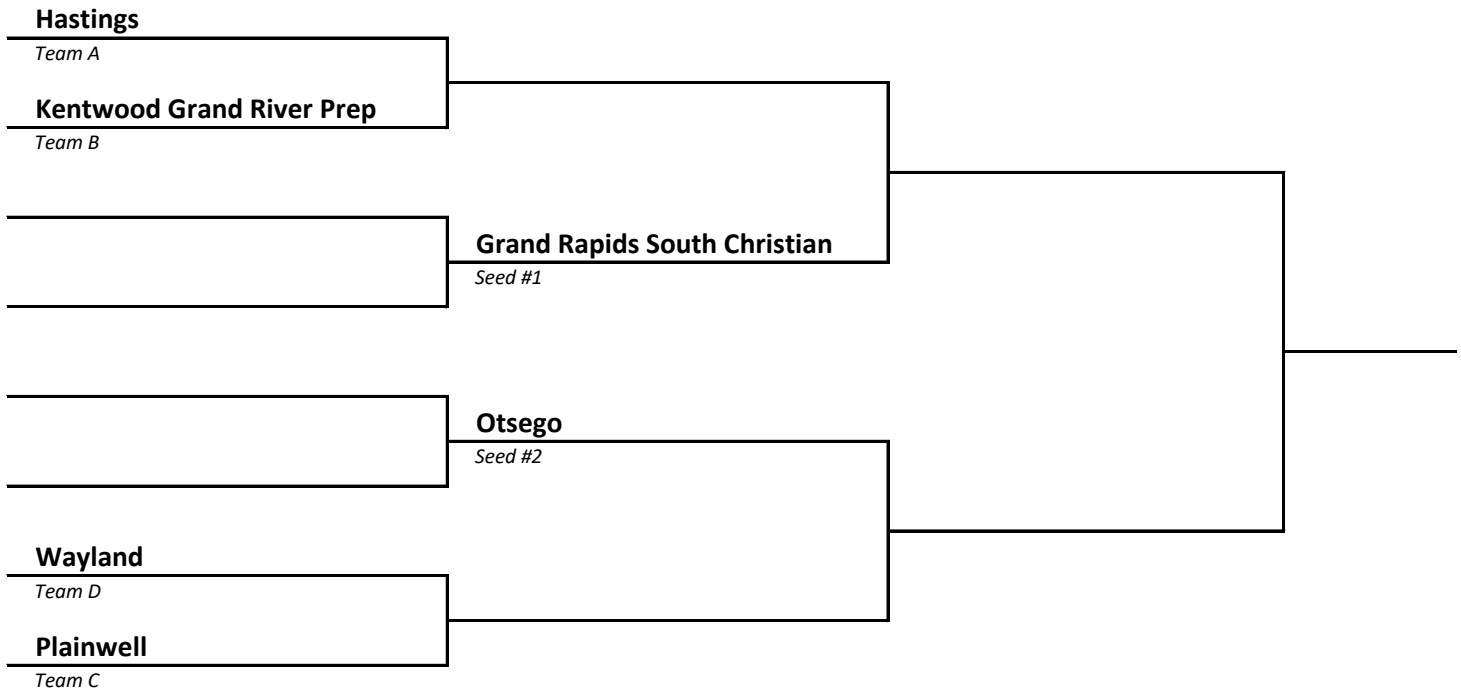 Hastings
Team A
Kentwood Grand River Prep
Team B
Grand Rapids South Christian
Seed #1
Otsego
Seed #2
Wayland
Team D
Plainwell
Team C